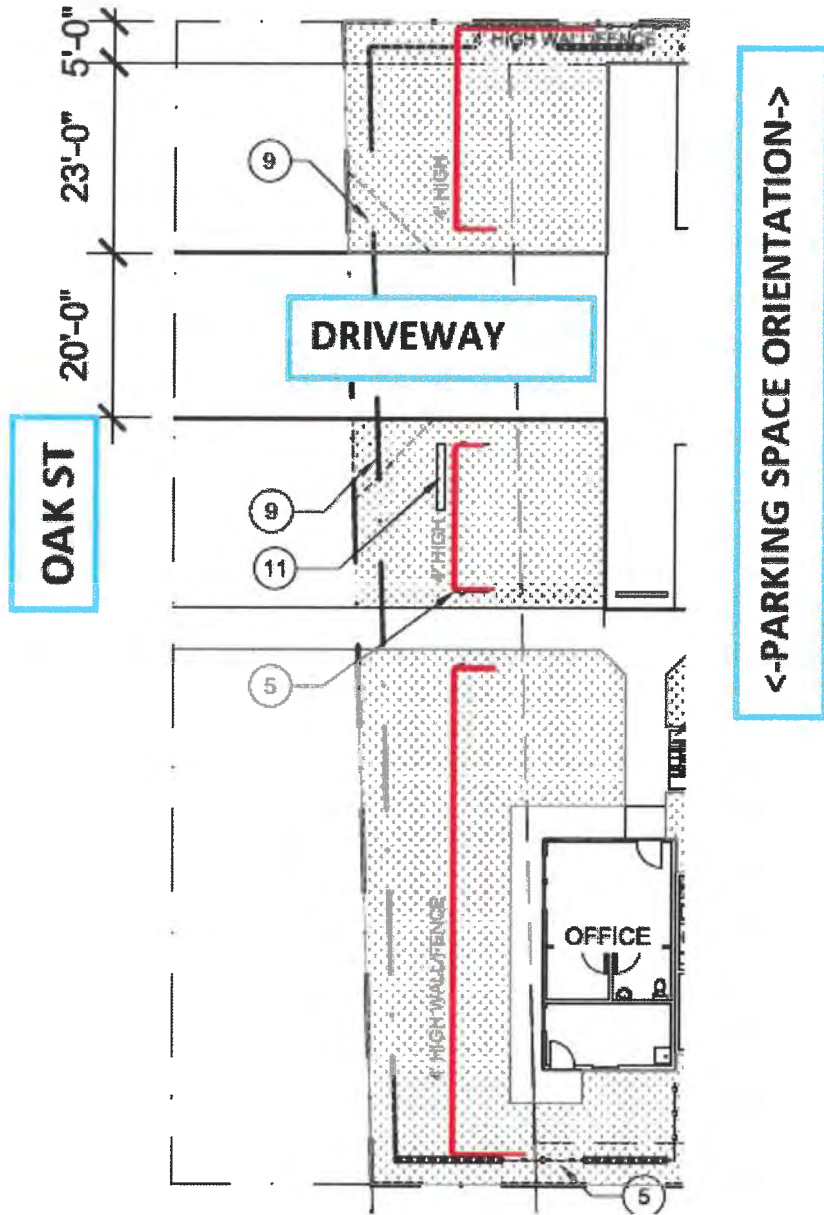 5'-0"
23'-0"
20'-0"
4' HIGH WALL/FENCE
9
4' HIGH
DRIVEWAY
OAK ST
9
11
4' HIGH
5
4' HIGH WALL/FENCE
OFFICE
5
<-PARKING SPACE ORIENTATION->